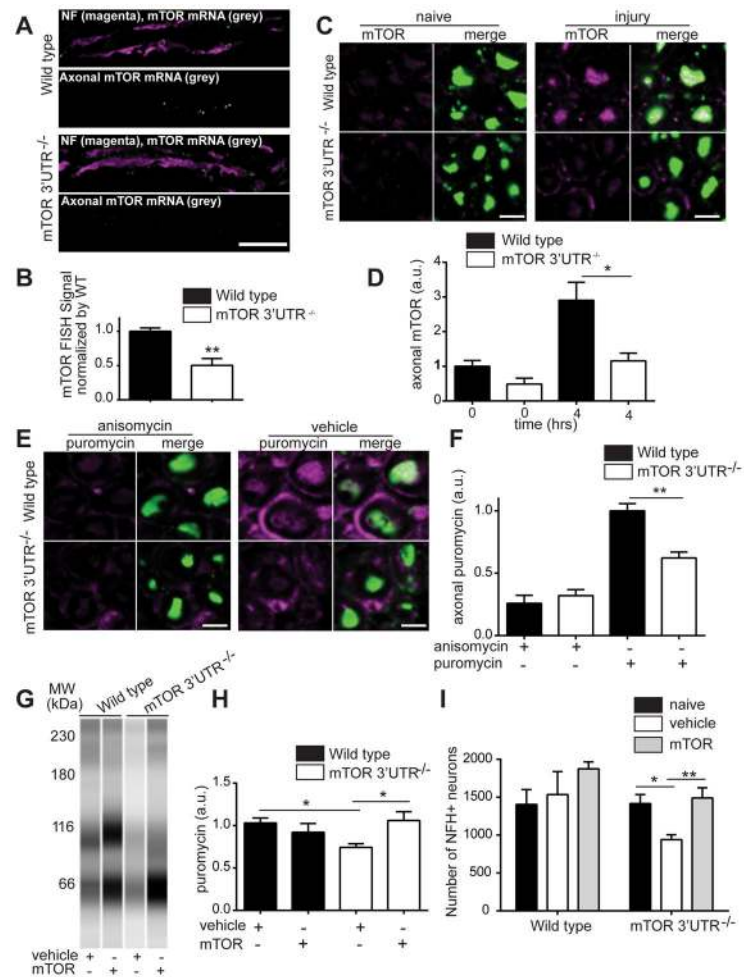 A
NF (magenta), mTOR mRNA (grey)
Axonal mTOR mRNA (grey)
NF (magenta), mTOR mRNA (grey)
Axonal mTOR mRNA (grey)
Wild type
mTOR 3'UTR -/-
B
Wild type
mTOR 3'UTR -/-
mTOR FISH Signal
normalized by WT
1.0
0.5
0.0
**
C
naive
injury
mTOR merge
mTOR merge
Wild type
mTOR 3'UTR -/-
D
Wild type
mTOR 3'UTR -/-
axonal mTOR (a.u.)
4
3
2
1
0
*
0 0 4 4
time (hrs)
E
anisomycin
vehicle
puromycin merge
puromycin merge
Wild type
mTOR 3'UTR -/-
F
Wild type
mTOR 3'UTR-/-
axonal puromycin (a.u.)
1.0
0.5
0.0
**
anisomycin + + - -
puromycin - - + +
G
MW
(kDa)
Wild type
mTOR 3'UTR-/-
230
180
116
66
vehicle + - + -
mTOR - + - +
H
Wild type
mTOR 3'UTR-/-
puromycin (a.u.)
1.5
1.0
0.5
0.0
* *
vehicle + - + -
mTOR - + - +
I
naive
vehicle
mTOR
Number of NFH+ neurons
2000
1500
1000
500
0
* **
Wild type
mTOR 3'UTR-/-